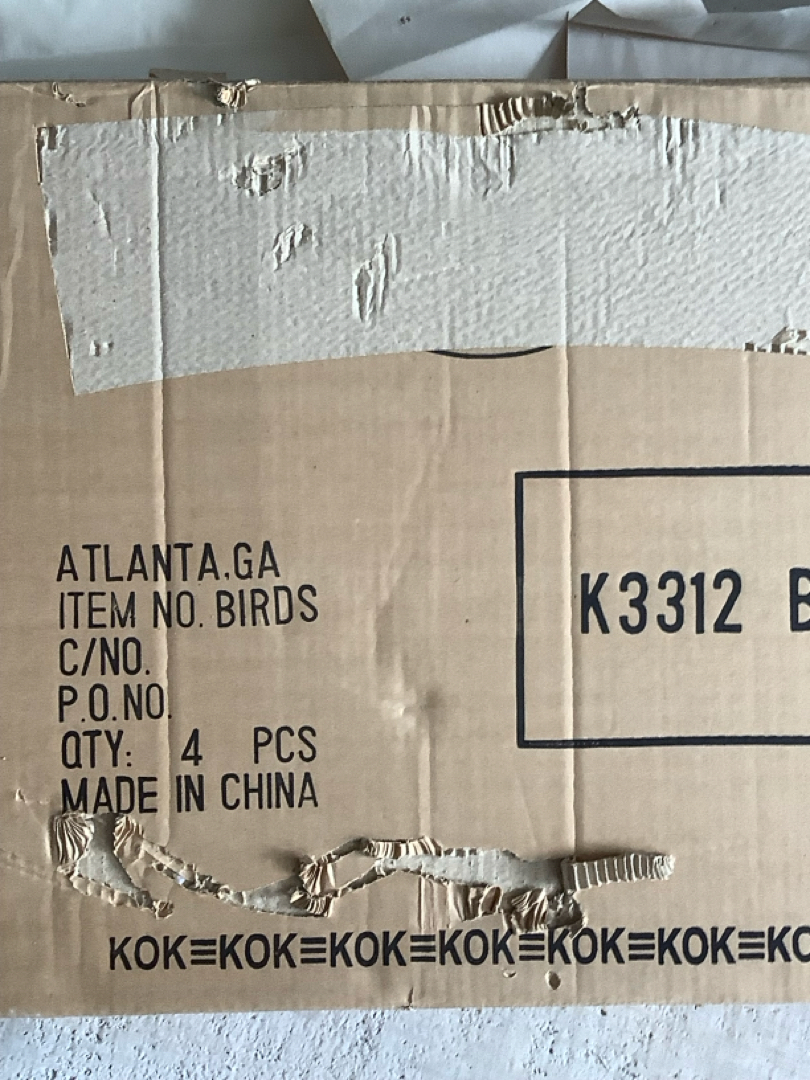 ATLANTA,GA
ITEM NO. BIRDS
C/NO.
P.O.NO.
QTY: 4 PCS
MADE IN CHINA
K3312 B
KOK≡KOK≡KOK≡KOK≡KOK≡KOK≡KO